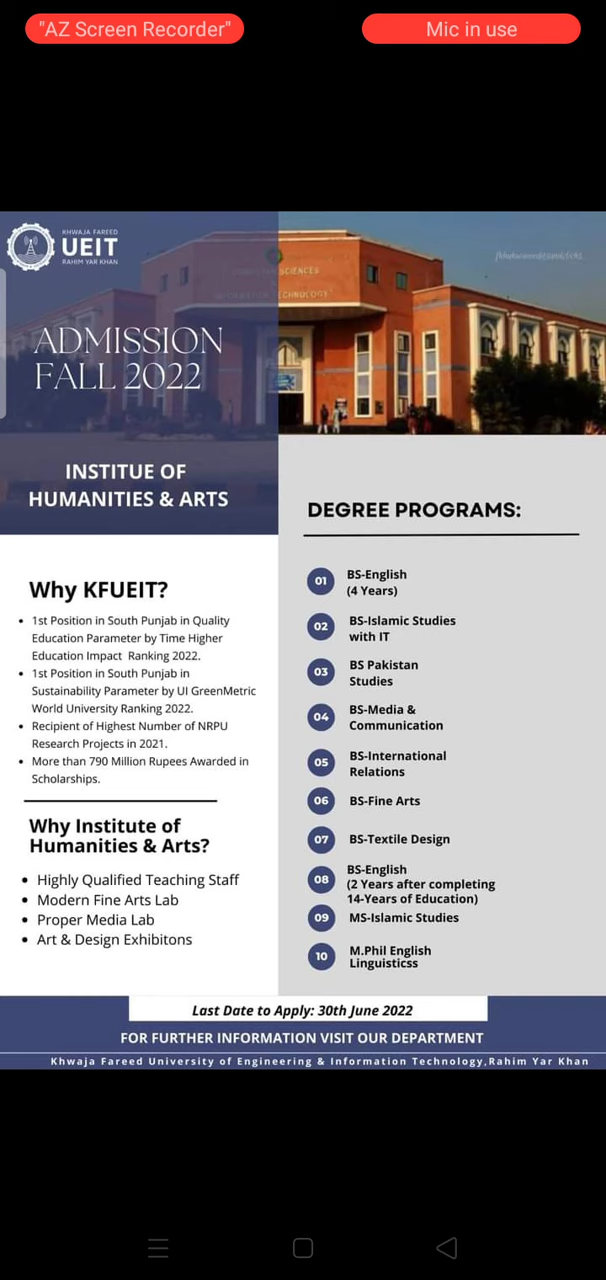 "AZ Screen Recorder"
Mic in use
KHWAJA FAREED
UEIT
RAHIM YAR KHAN
SCIENCES
TECHNOLOGY
ADMISSION
FALL 2022
INSTITUE OF
HUMANITIES & ARTS
Why KFUEIT?
• 1st Position in South Punjab in Quality
Education Parameter by Time Higher
Education Impact Ranking 2022.
• 1st Position in South Punjab in
Sustainability Parameter by UI GreenMetric
World University Ranking 2022.
• Recipient of Highest Number of NRPU
Research Projects in 2021.
• More than 790 Million Rupees Awarded in
Scholarships.
Why Institute of
Humanities & Arts?
• Highly Qualified Teaching Staff
• Modern Fine Arts Lab
• Proper Media Lab
• Art & Design Exhibitons
DEGREE PROGRAMS:
01 BS-English
(4 Years)
02 BS-Islamic Studies
with IT
03 BS Pakistan
Studies
04 BS-Media &
Communication
05 BS-International
Relations
06 BS-Fine Arts
07 BS-Textile Design
08 BS-English
(2 Years after completing
14-Years of Education)
09 MS-Islamic Studies
10 M.Phil English
Linguisticss
Last Date to Apply: 30th June 2022
FOR FURTHER INFORMATION VISIT OUR DEPARTMENT
Khwaja Fareed University of Engineering & Information Technology,Rahim Yar Khan